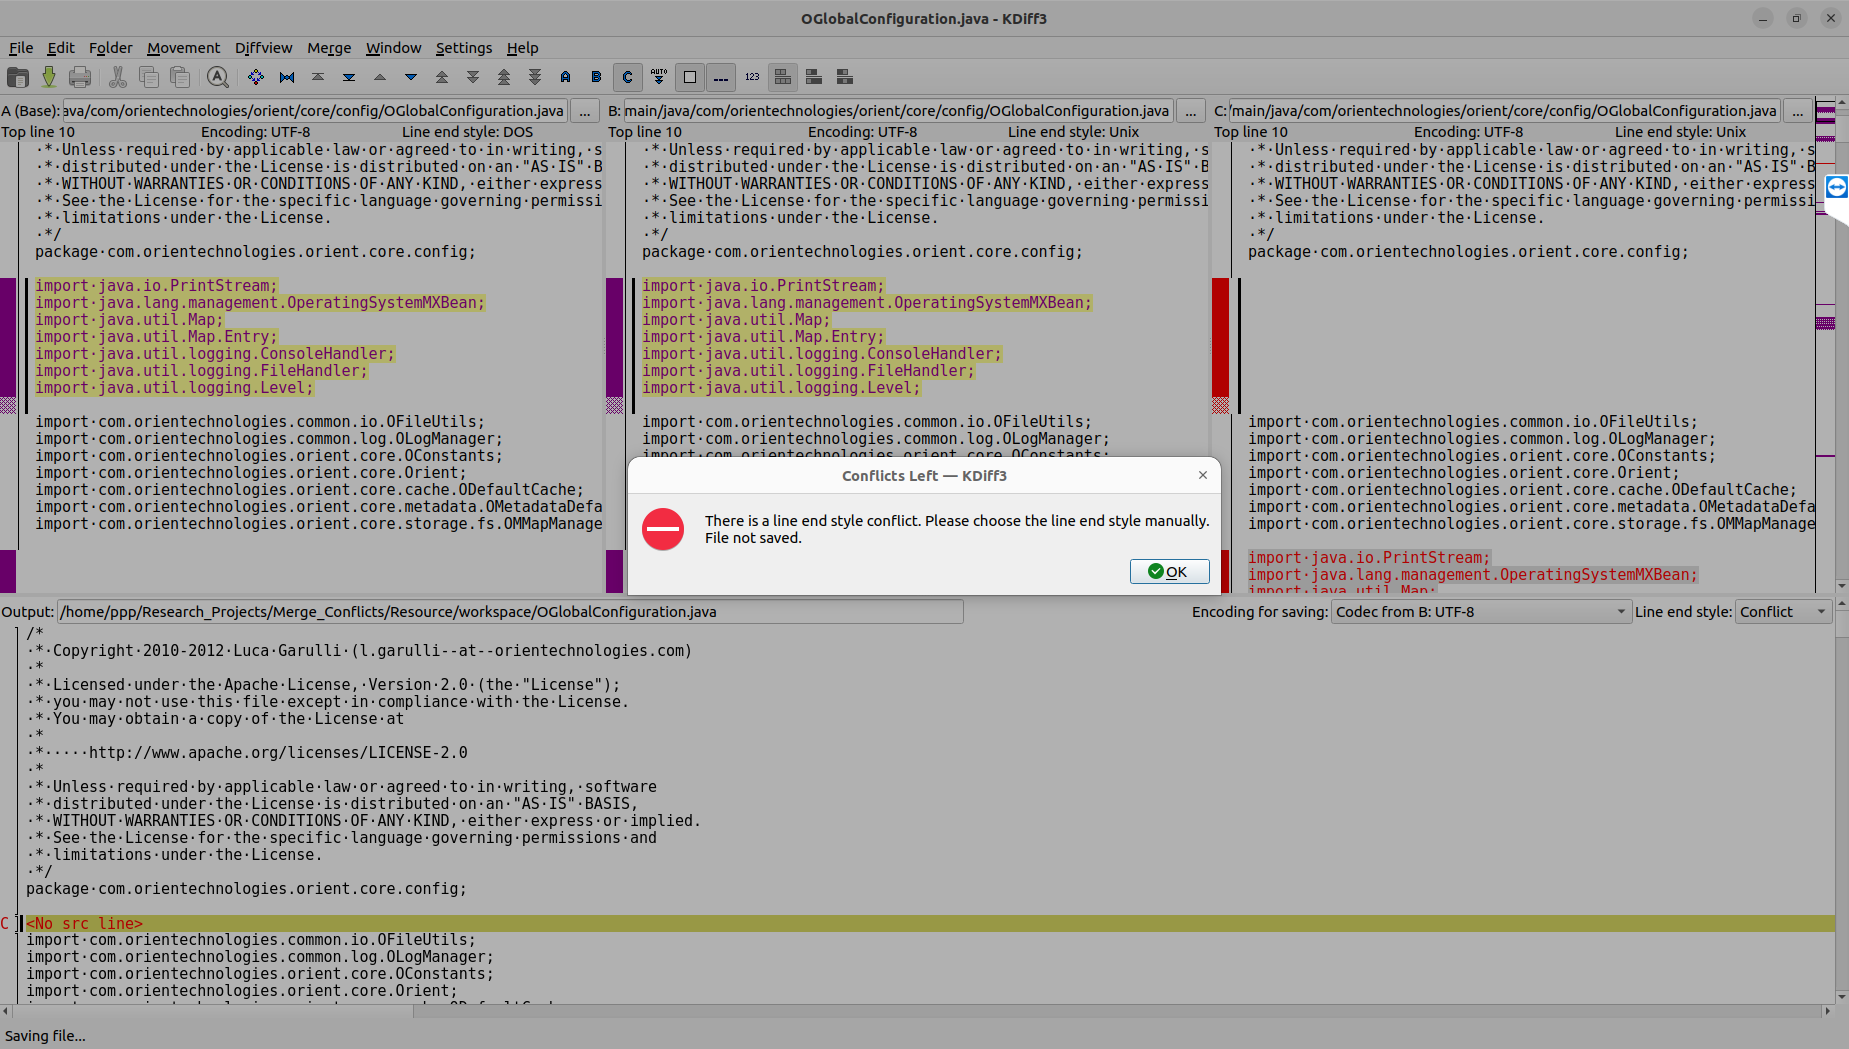 OGlobalConfiguration.java - KDiff3
File Edit Folder Movement Diffview Merge Window Settings Help
A B C AUTO 123
A (Base): ava/com/orientechnologies/orient/core/config/OGlobalConfiguration.java ...
Top line 10 Encoding: UTF-8 Line end style: DOS
·*·Unless·required·by·applicable·law·or·agreed·to·in·writing,·s
·*·distributed·under·the·License·is·distributed·on·an·"AS·IS"·B
·*·WITHOUT·WARRANTIES·OR·CONDITIONS·OF·ANY·KIND,·either·express
·*·See·the·License·for·the·specific·language·governing·permissi
·*·limitations·under·the·License.
·*/
package·com.orientechnologies.orient.core.config;
import·java.io.PrintStream;
import·java.lang.management.OperatingSystemMXBean;
import·java.util.Map;
import·java.util.Map.Entry;
import·java.util.logging.ConsoleHandler;
import·java.util.logging.FileHandler;
import·java.util.logging.Level;
import·com.orientechnologies.common.io.OFileUtils;
import·com.orientechnologies.common.log.OLogManager;
import·com.orientechnologies.orient.core.OConstants;
import·com.orientechnologies.orient.core.Orient;
import·com.orientechnologies.orient.core.cache.ODefaultCache;
import·com.orientechnologies.orient.core.metadata.OMetadataDefa
import·com.orientechnologies.orient.core.storage.fs.OMMapManage
B: main/java/com/orientechnologies/orient/core/config/OGlobalConfiguration.java ...
Top line 10 Encoding: UTF-8 Line end style: Unix
·*·Unless·required·by·applicable·law·or·agreed·to·in·writing,·s
·*·distributed·under·the·License·is·distributed·on·an·"AS·IS"·B
·*·WITHOUT·WARRANTIES·OR·CONDITIONS·OF·ANY·KIND,·either·express
·*·See·the·License·for·the·specific·language·governing·permissi
·*·limitations·under·the·License.
·*/
package·com.orientechnologies.orient.core.config;
import·java.io.PrintStream;
import·java.lang.management.OperatingSystemMXBean;
import·java.util.Map;
import·java.util.Map.Entry;
import·java.util.logging.ConsoleHandler;
import·java.util.logging.FileHandler;
import·java.util.logging.Level;
import·com.orientechnologies.common.io.OFileUtils;
import·com.orientechnologies.common.log.OLogManager;
import·com.orientechnologies.orient.core.OConstants;
C: /main/java/com/orientechnologies/orient/core/config/OGlobalConfiguration.java ...
Top line 10 Encoding: UTF-8 Line end style: Unix
·*·Unless·required·by·applicable·law·or·agreed·to·in·writing,·s
·*·distributed·under·the·License·is·distributed·on·an·"AS·IS"·B
·*·WITHOUT·WARRANTIES·OR·CONDITIONS·OF·ANY·KIND,·either·express
·*·See·the·License·for·the·specific·language·governing·permissi
·*·limitations·under·the·License.
·*/
package·com.orientechnologies.orient.core.config;
import·com.orientechnologies.common.io.OFileUtils;
import·com.orientechnologies.common.log.OLogManager;
import·com.orientechnologies.orient.core.OConstants;
import·com.orientechnologies.orient.core.Orient;
import·com.orientechnologies.orient.core.cache.ODefaultCache;
import·com.orientechnologies.orient.core.metadata.OMetadataDefa
import·com.orientechnologies.orient.core.storage.fs.OMMapManage
import·java.io.PrintStream;
import·java.lang.management.OperatingSystemMXBean;
import·java.util.Map;
Conflicts Left — KDiff3
There is a line end style conflict. Please choose the line end style manually.
File not saved.
OK
Output: /home/ppp/Research_Projects/Merge_Conflicts/Resource/workspace/OGlobalConfiguration.java Encoding for saving: Codec from B: UTF-8 Line end style: Conflict
/*
·*·Copyright·2010-2012·Luca·Garulli·(l.garulli--at--orientechnologies.com)
·*
·*·Licensed·under·the·Apache·License,·Version·2.0·(the·"License");
·*·you·may·not·use·this·file·except·in·compliance·with·the·License.
·*·You·may·obtain·a·copy·of·the·License·at
·*
·*·····http://www.apache.org/licenses/LICENSE-2.0
·*
·*·Unless·required·by·applicable·law·or·agreed·to·in·writing,·software
·*·distributed·under·the·License·is·distributed·on·an·"AS·IS"·BASIS,
·*·WITHOUT·WARRANTIES·OR·CONDITIONS·OF·ANY·KIND,·either·express·or·implied.
·*·See·the·License·for·the·specific·language·governing·permissions·and
·*·limitations·under·the·License.
·*/
package·com.orientechnologies.orient.core.config;
C <No src line>
import·com.orientechnologies.common.io.OFileUtils;
import·com.orientechnologies.common.log.OLogManager;
import·com.orientechnologies.orient.core.OConstants;
import·com.orientechnologies.orient.core.Orient;
Saving file...